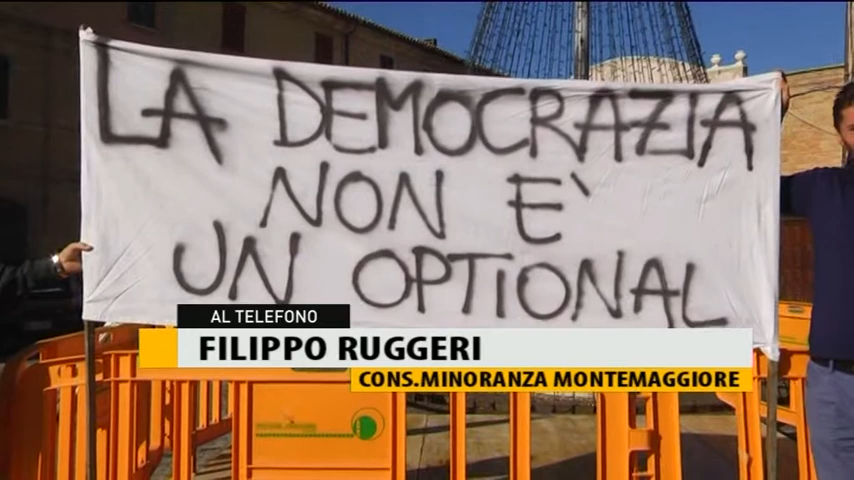 LA DEMOCRAZIA
NON È
UN OPTIONAL
AL TELEFONO
FILIPPO RUGGERI
CONS.MINORANZA MONTEMAGGIORE